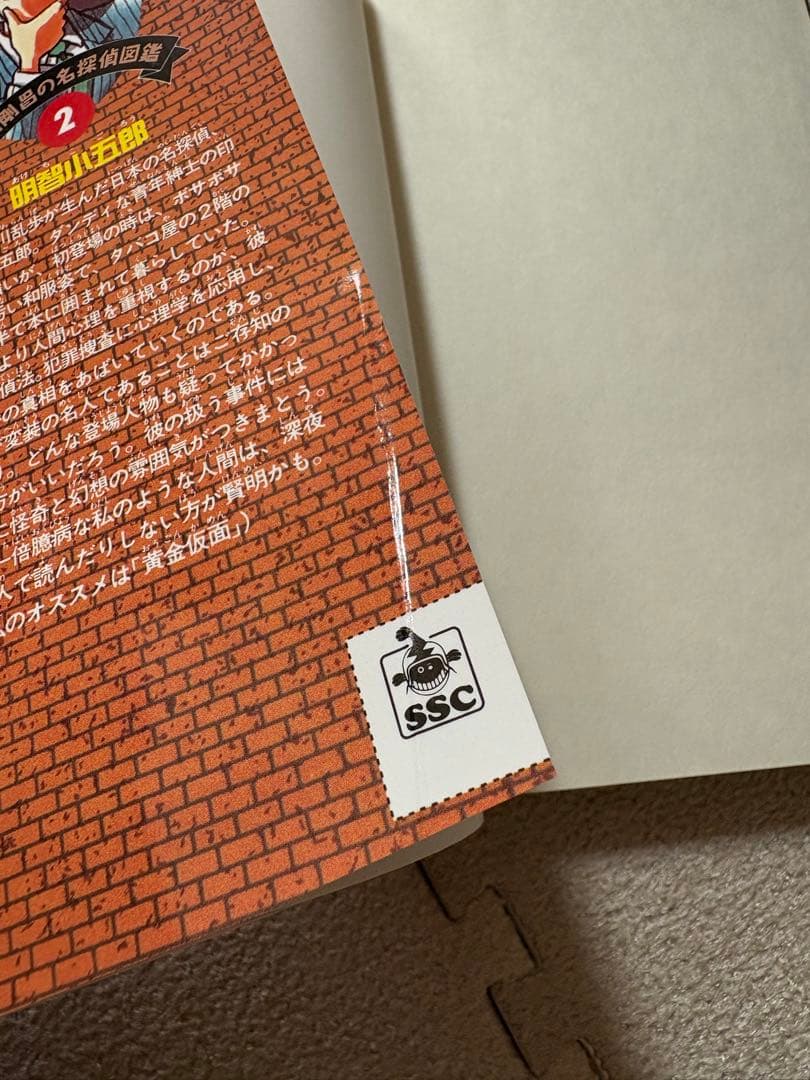 剛昌の名探偵図鑑
2
明智小五郎
川乱歩が生んだ日本の名探偵、
五郎。ダンディな青年紳士の印
いが、初登場の時は、ボサボサ
い和服姿で、タバコ屋の2階の
半で本に囲まれて暮らしていた。
より人間心理を重視するのが、彼
偵法。犯罪捜査に心理学を応用し、
の真相をあばいていくのである。
変装の名人であることはご存知の
り。どんな登場人物も疑ってかかっ
方がいいだろう。彼の扱う事件には
に怪奇と幻想の雰囲気がつきまとう。
一倍臆病な私のような人間は、深夜
人で読んだりしない方が賢明かも。
のオススメは「黄金仮面」)
SSC